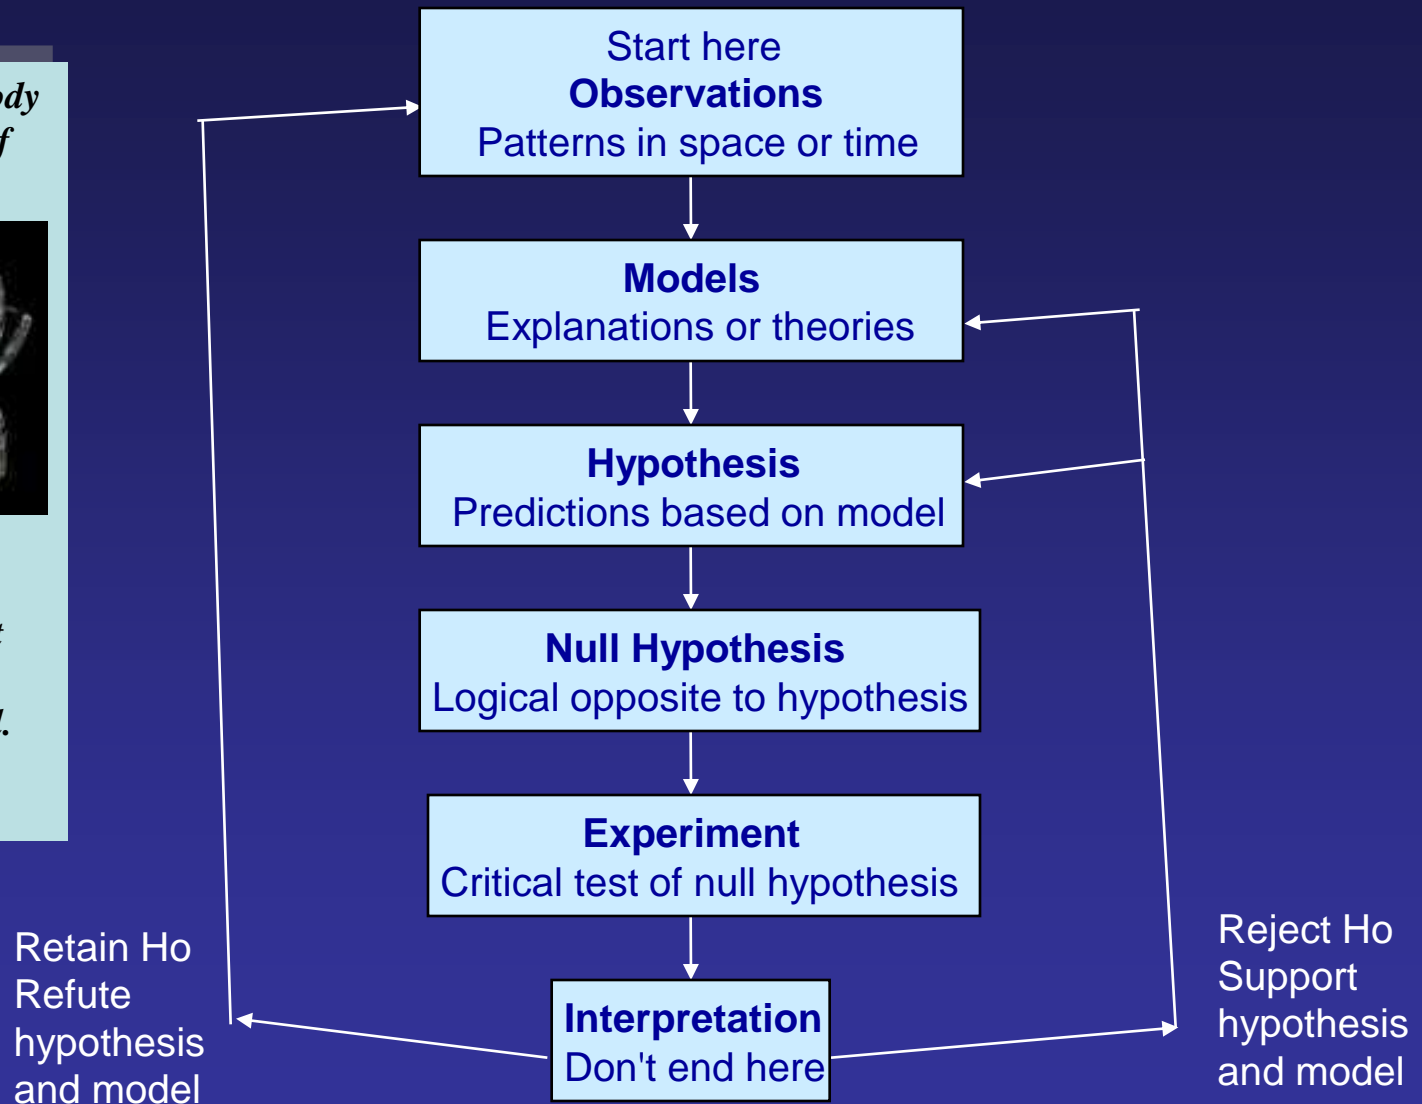 Start here
Observations
Patterns in space or time
Models
Explanations or theories
Hypothesis
Predictions based on model
Null Hypothesis
Logical opposite to hypothesis
Experiment
Critical test of null hypothesis
Interpretation
Don't end here
Retain Ho
Refute
hypothesis
and model
Reject Ho
Support
hypothesis
and model